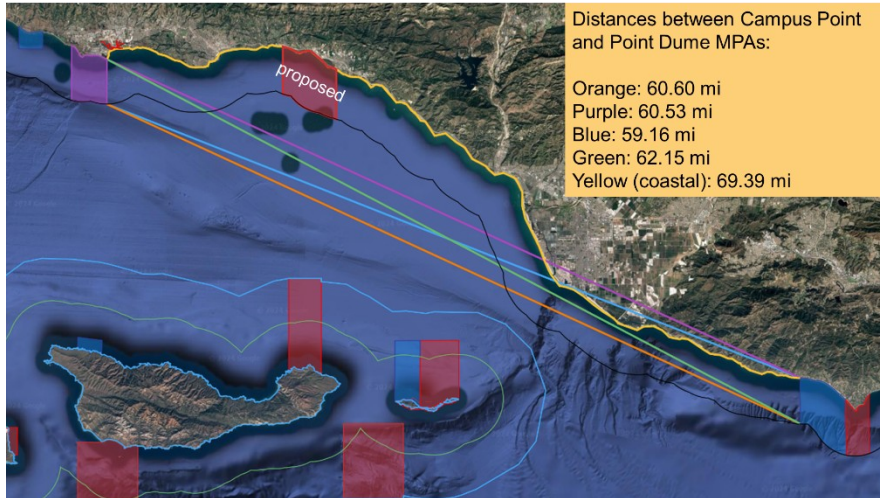 Distances between Campus Point
and Point Dume MPAs:
Orange: 60.60 mi
Purple: 60.53 mi
Blue: 59.16 mi
Green: 62.15 mi
Yellow (coastal): 69.39 mi
proposed